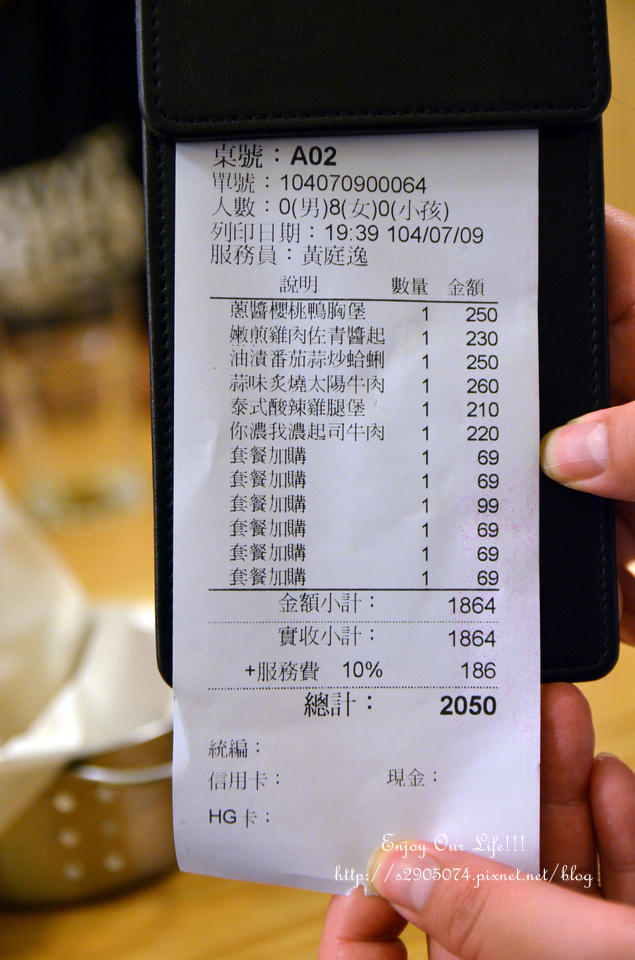 桌號：A02
單號：104070900064
人數：0(男)8(女)0(小孩)
列印日期：19:39 104/07/09
服務員：黃庭逸
說明 數量 金額
蔥醬櫻桃鴨胸堡 1 250
嫩煎雞肉佐青醬起 1 230
油漬番茄蒜炒蛤蜊 1 250
蒜味炙燒太陽牛肉 1 260
泰式酸辣雞腿堡 1 210
你濃我濃起司牛肉 1 220
套餐加購 1 69
套餐加購 1 69
套餐加購 1 99
套餐加購 1 69
套餐加購 1 69
套餐加購 1 69
金額小計： 1864
實收小計： 1864
+服務費 10% 186
總計： 2050
統編：
信用卡： 現金：
HG卡：
Enjoy Our Life!!!
http://s2905074.pixnet.net/blog